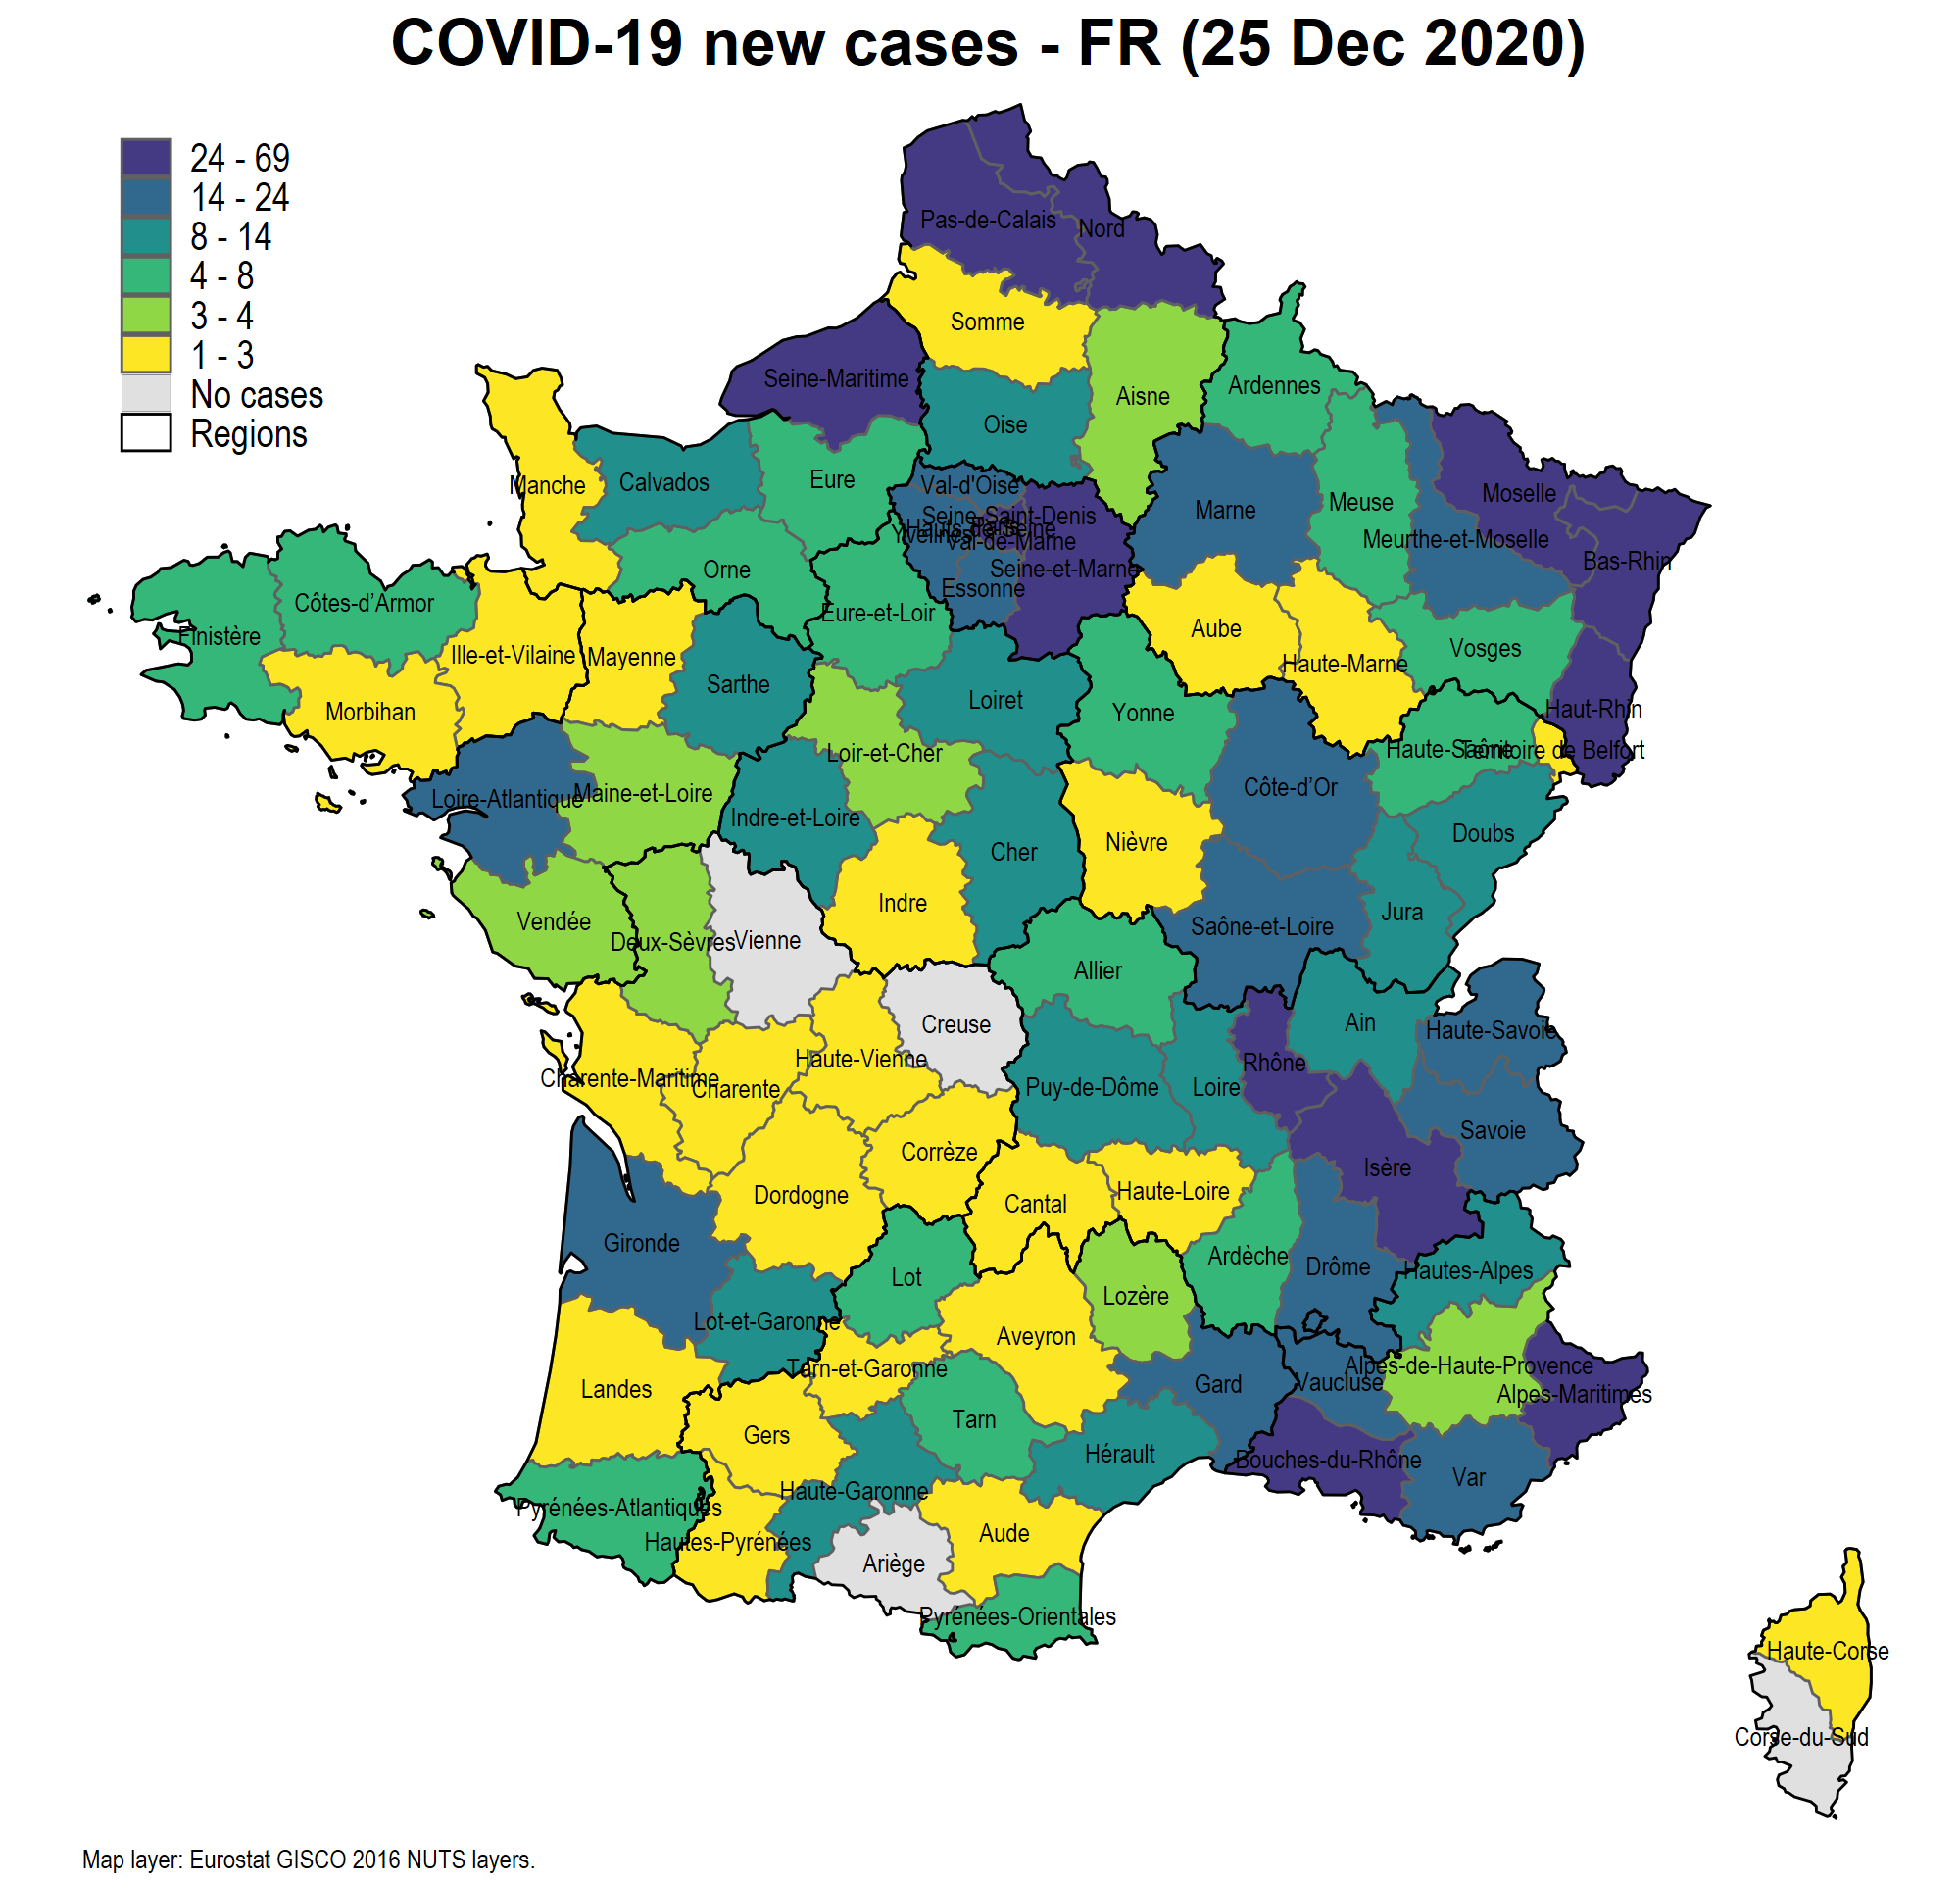 COVID-19 new cases - FR (25 Dec 2020)
24 - 69
14 - 24
8 - 14
4 - 8
3 - 4
1 - 3
No cases
Regions
Pas-de-Calais
Nord
Somme
Seine-Maritime
Aisne
Ardennes
Oise
Manche
Calvados
Eure
Val-d'Oise
Marne
Meuse
Moselle
Seine-Saint-Denis
Val-de-Marne
Meurthe-et-Moselle
Bas-Rhin
Seine-et-Marne
Essonne
Orne
Côtes-d’Armor
Eure-et-Loir
Finistère
Ille-et-Vilaine
Mayenne
Aube
Haute-Marne
Vosges
Sarthe
Loiret
Morbihan
Yonne
Haut-Rhin
Loir-et-Cher
Haute-Saône
Territoire de Belfort
Loire-Atlantique
Maine-et-Loire
Indre-et-Loire
Côte-d’Or
Doubs
Nièvre
Cher
Indre
Jura
Vendée
Deux-Sèvres
Vienne
Saône-et-Loire
Allier
Creuse
Ain
Haute-Savoie
Haute-Vienne
Rhône
Charente-Maritime
Charente
Puy-de-Dôme
Loire
Savoie
Corrèze
Isère
Dordogne
Cantal
Haute-Loire
Gironde
Ardèche
Drôme
Hautes-Alpes
Lot
Lozère
Lot-et-Garonne
Aveyron
Tarn-et-Garonne
Alpes-de-Haute-Provence
Landes
Gard
Vaucluse
Alpes-Maritimes
Tarn
Gers
Hérault
Bouches-du-Rhône
Var
Haute-Garonne
Pyrénées-Atlantiques
Hautes-Pyrénées
Aude
Ariège
Pyrénées-Orientales
Haute-Corse
Corse-du-Sud
Map layer: Eurostat GISCO 2016 NUTS layers.